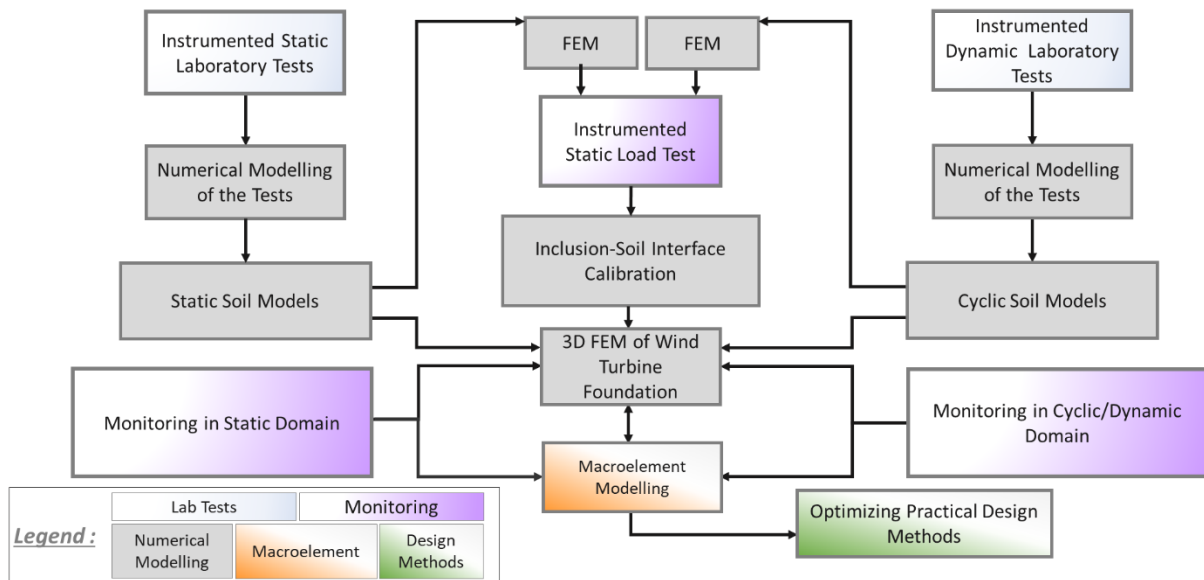 Instrumented Static
Laboratory Tests
FEM
FEM
Instrumented
Dynamic Laboratory
Tests
Instrumented
Static Load Test
Numerical Modelling
of the Tests
Numerical Modelling
of the Tests
Inclusion-Soil Interface
Calibration
Static Soil Models
Cyclic Soil Models
3D FEM of Wind
Turbine
Foundation
Monitoring in Static Domain
Monitoring in Cyclic/Dynamic
Domain
Macroelement
Modelling
Optimizing Practical Design
Methods
Legend :
Lab Tests
Monitoring
Numerical
Modelling
Macroelement
Design
Methods